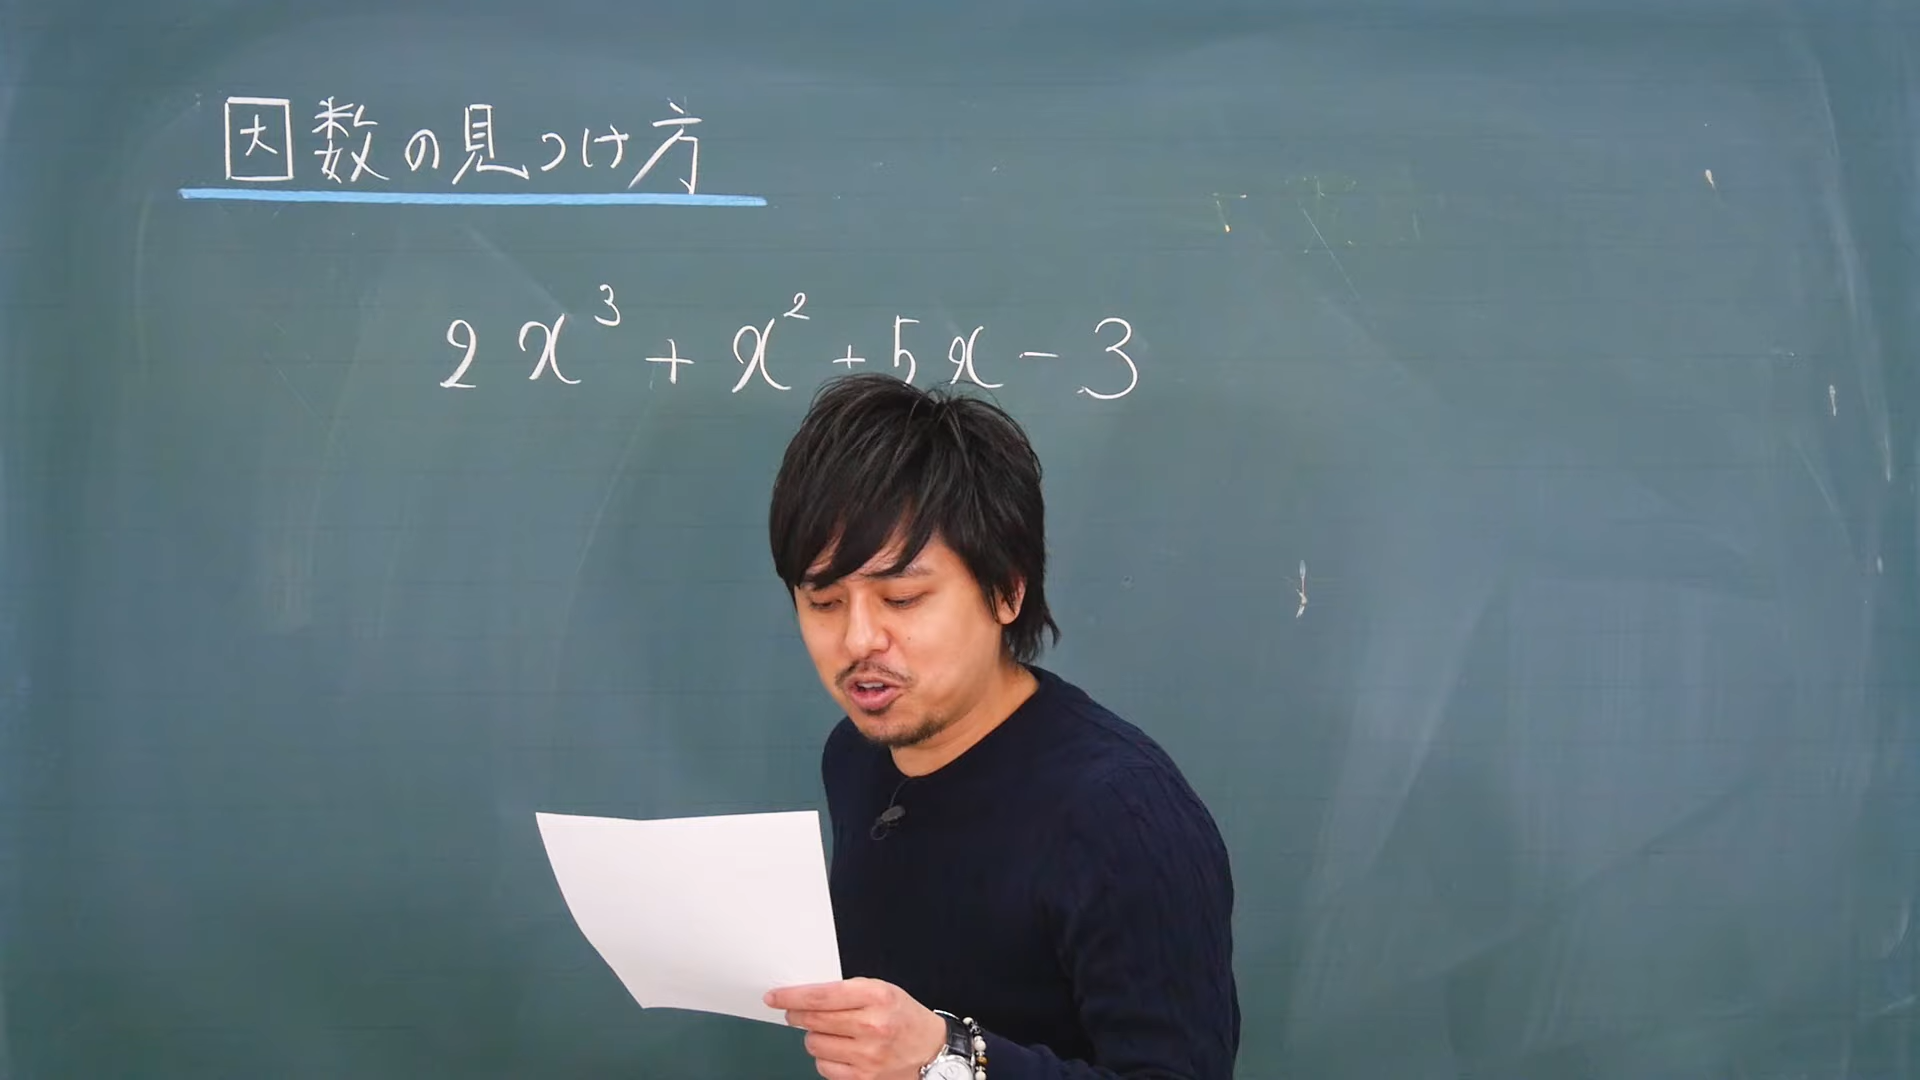 因数の見つけ方
2x³ + x² + 5x - 3